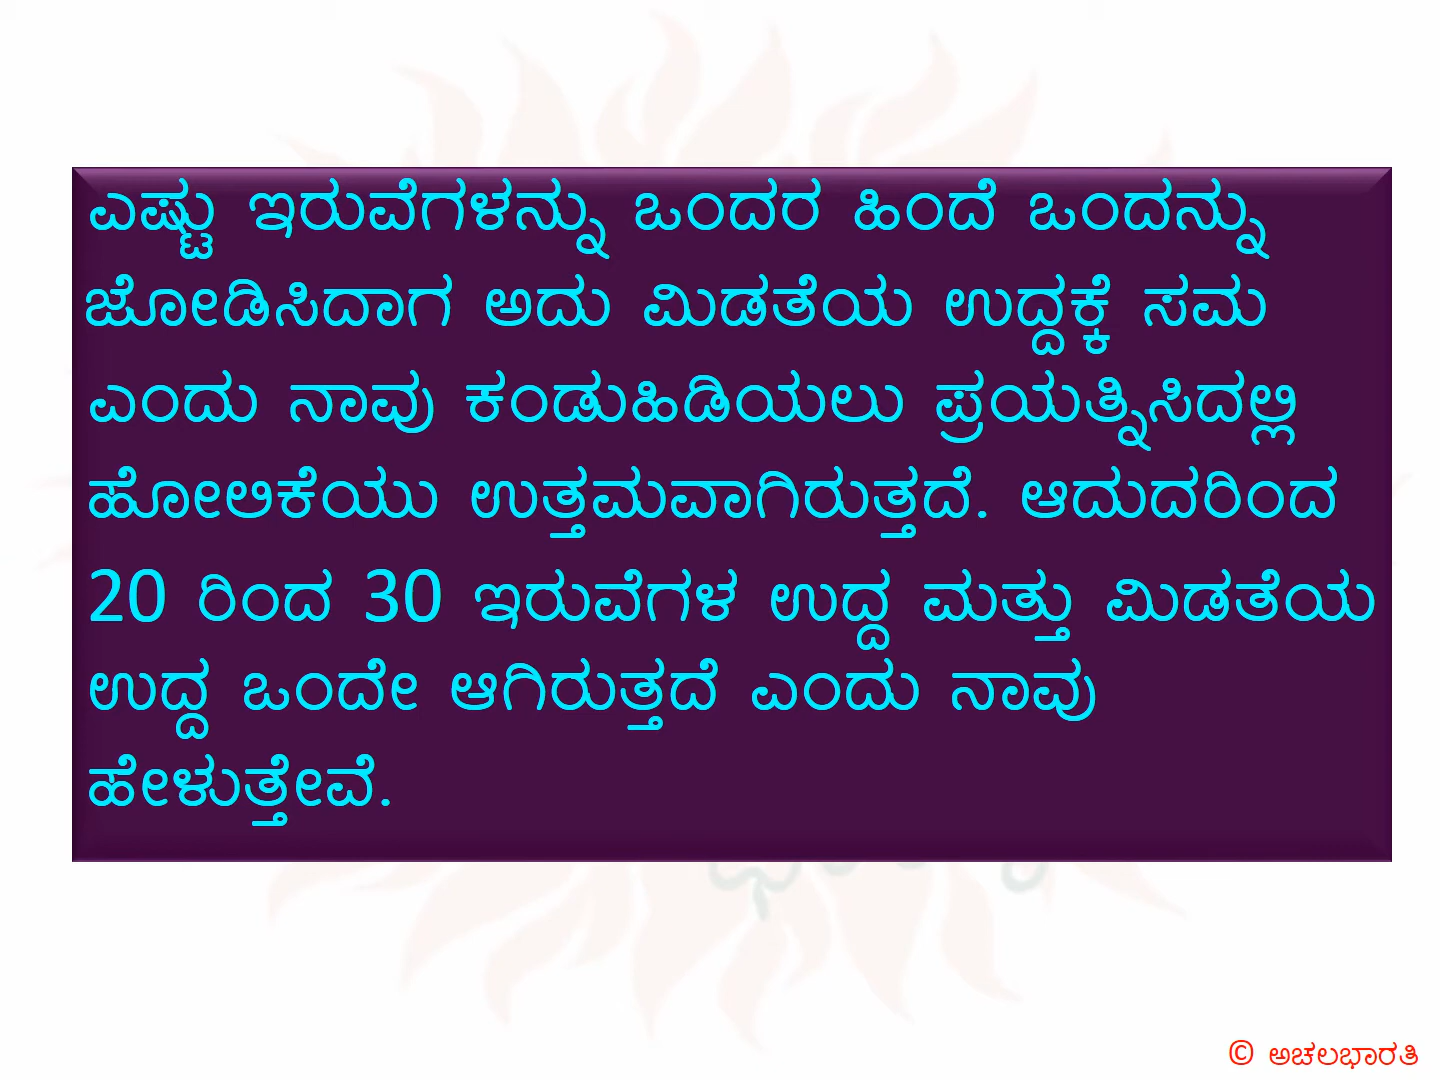 ಎಷ್ಟು ಇರುವೆಗಳನ್ನು ಒಂದರ ಹಿಂದೆ ಒಂದನ್ನು
ಜೋಡಿಸಿದಾಗ ಅದು ಮಿಡತೆಯ ಉದ್ದಕ್ಕೆ ಸಮ
ಎಂದು ನಾವು ಕಂಡುಹಿಡಿಯಲು ಪ್ರಯತ್ನಿಸಿದಲ್ಲಿ
ಹೋಲಿಕೆಯು ಉತ್ತಮವಾಗಿರುತ್ತದೆ. ಆದುದರಿಂದ
20 ರಿಂದ 30 ಇರುವೆಗಳ ಉದ್ದ ಮತ್ತು ಮಿಡತೆಯ
ಉದ್ದ ಒಂದೇ ಆಗಿರುತ್ತದೆ ಎಂದು ನಾವು
ಹೇಳುತ್ತೇವೆ.
© ಅಚಲಭಾರತಿ